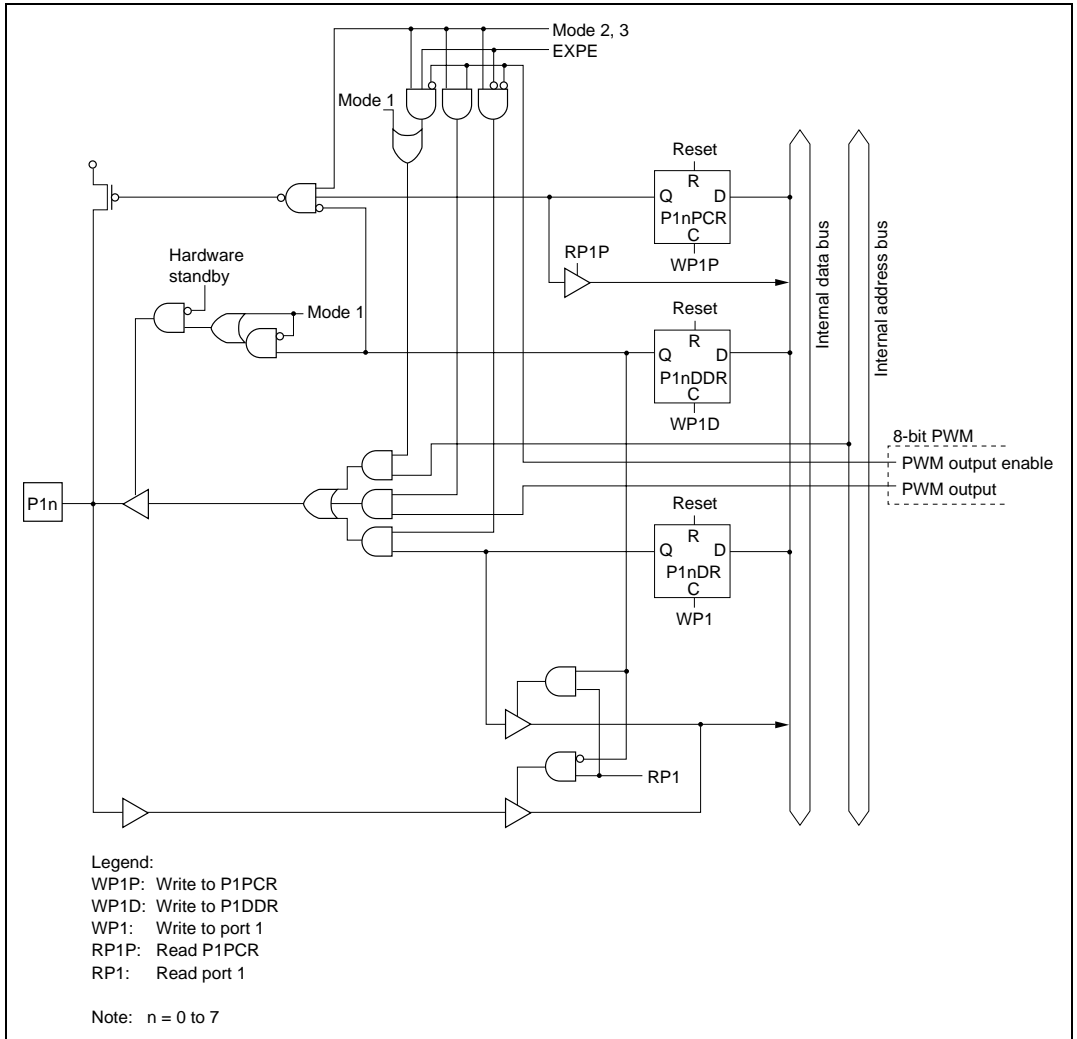 Mode 2, 3
EXPE
Mode 1
Reset
R
Q D
P1nPCR
C
WP1P
RP1P
Hardware
standby
Mode 1
Reset
R
Q D
P1nDDR
C
WP1D
Internal data bus
Internal address bus
8-bit PWM
PWM output enable
PWM output
P1n
Reset
R
Q D
P1nDR
C
WP1
RP1
Legend:
WP1P: Write to P1PCR
WP1D: Write to P1DDR
WP1: Write to port 1
RP1P: Read P1PCR
RP1: Read port 1
Note: n = 0 to 7